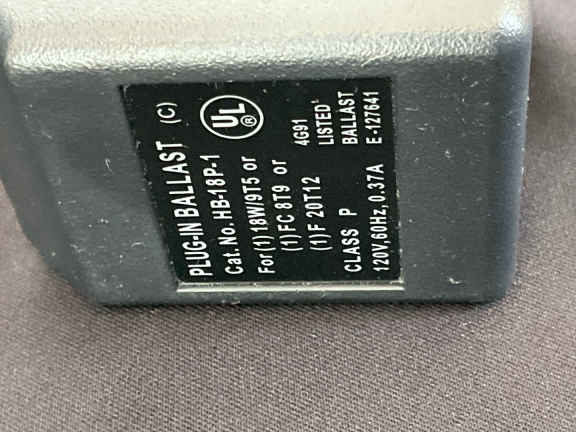 PLUG-IN BALLAST (C)
Cat. No. HB-18P-1
UL ®
For (1) 18W/9T5 or
(1) FC 8T9 or
(1) F 20T12
4G91
LISTED
CLASS P BALLAST
120V, 60Hz, 0.37A E-127641